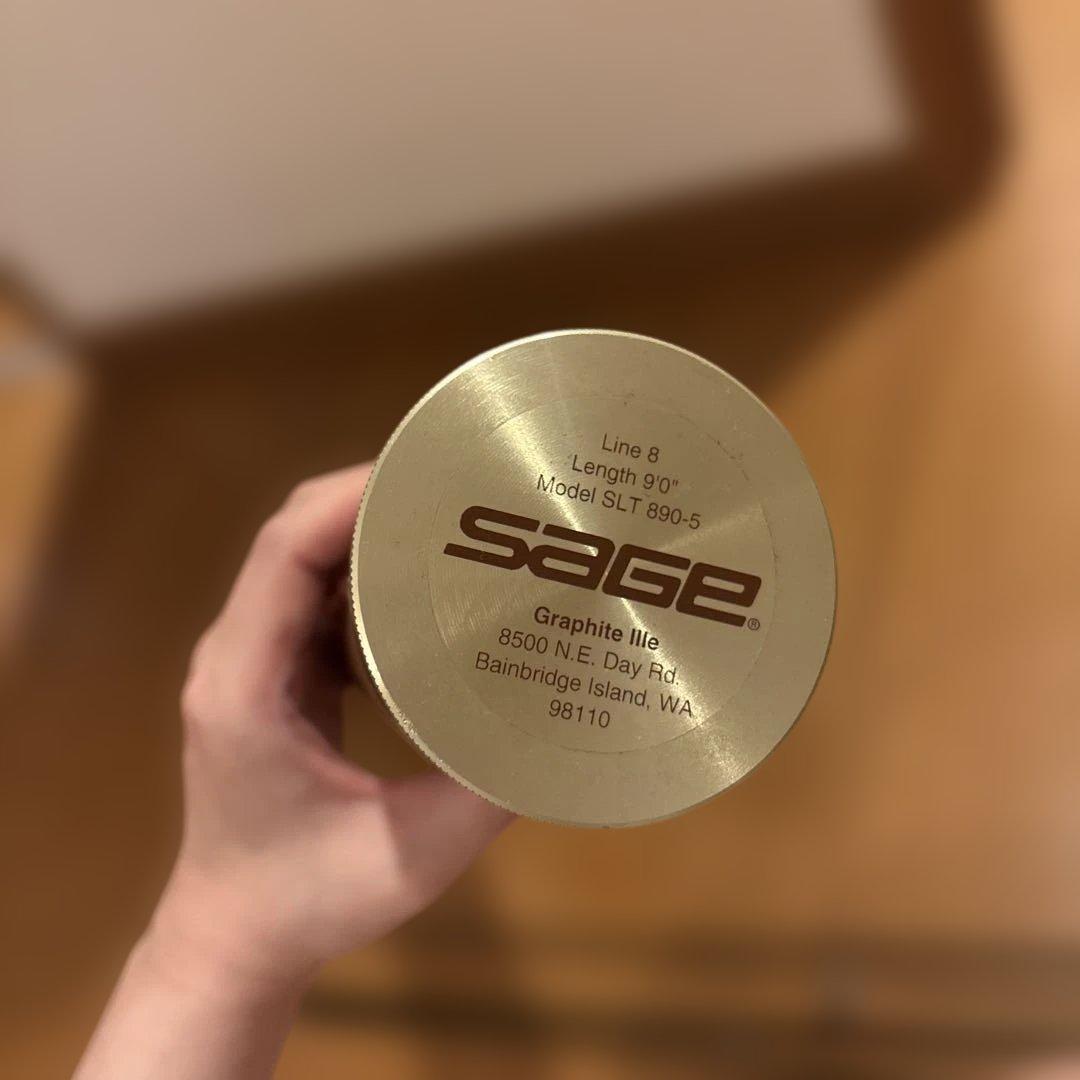 Line 8
Length 9'0"
Model SLT 890-5
SAGE®
Graphite IIIe
8500 N.E. Day Rd.
Bainbridge Island, WA
98110